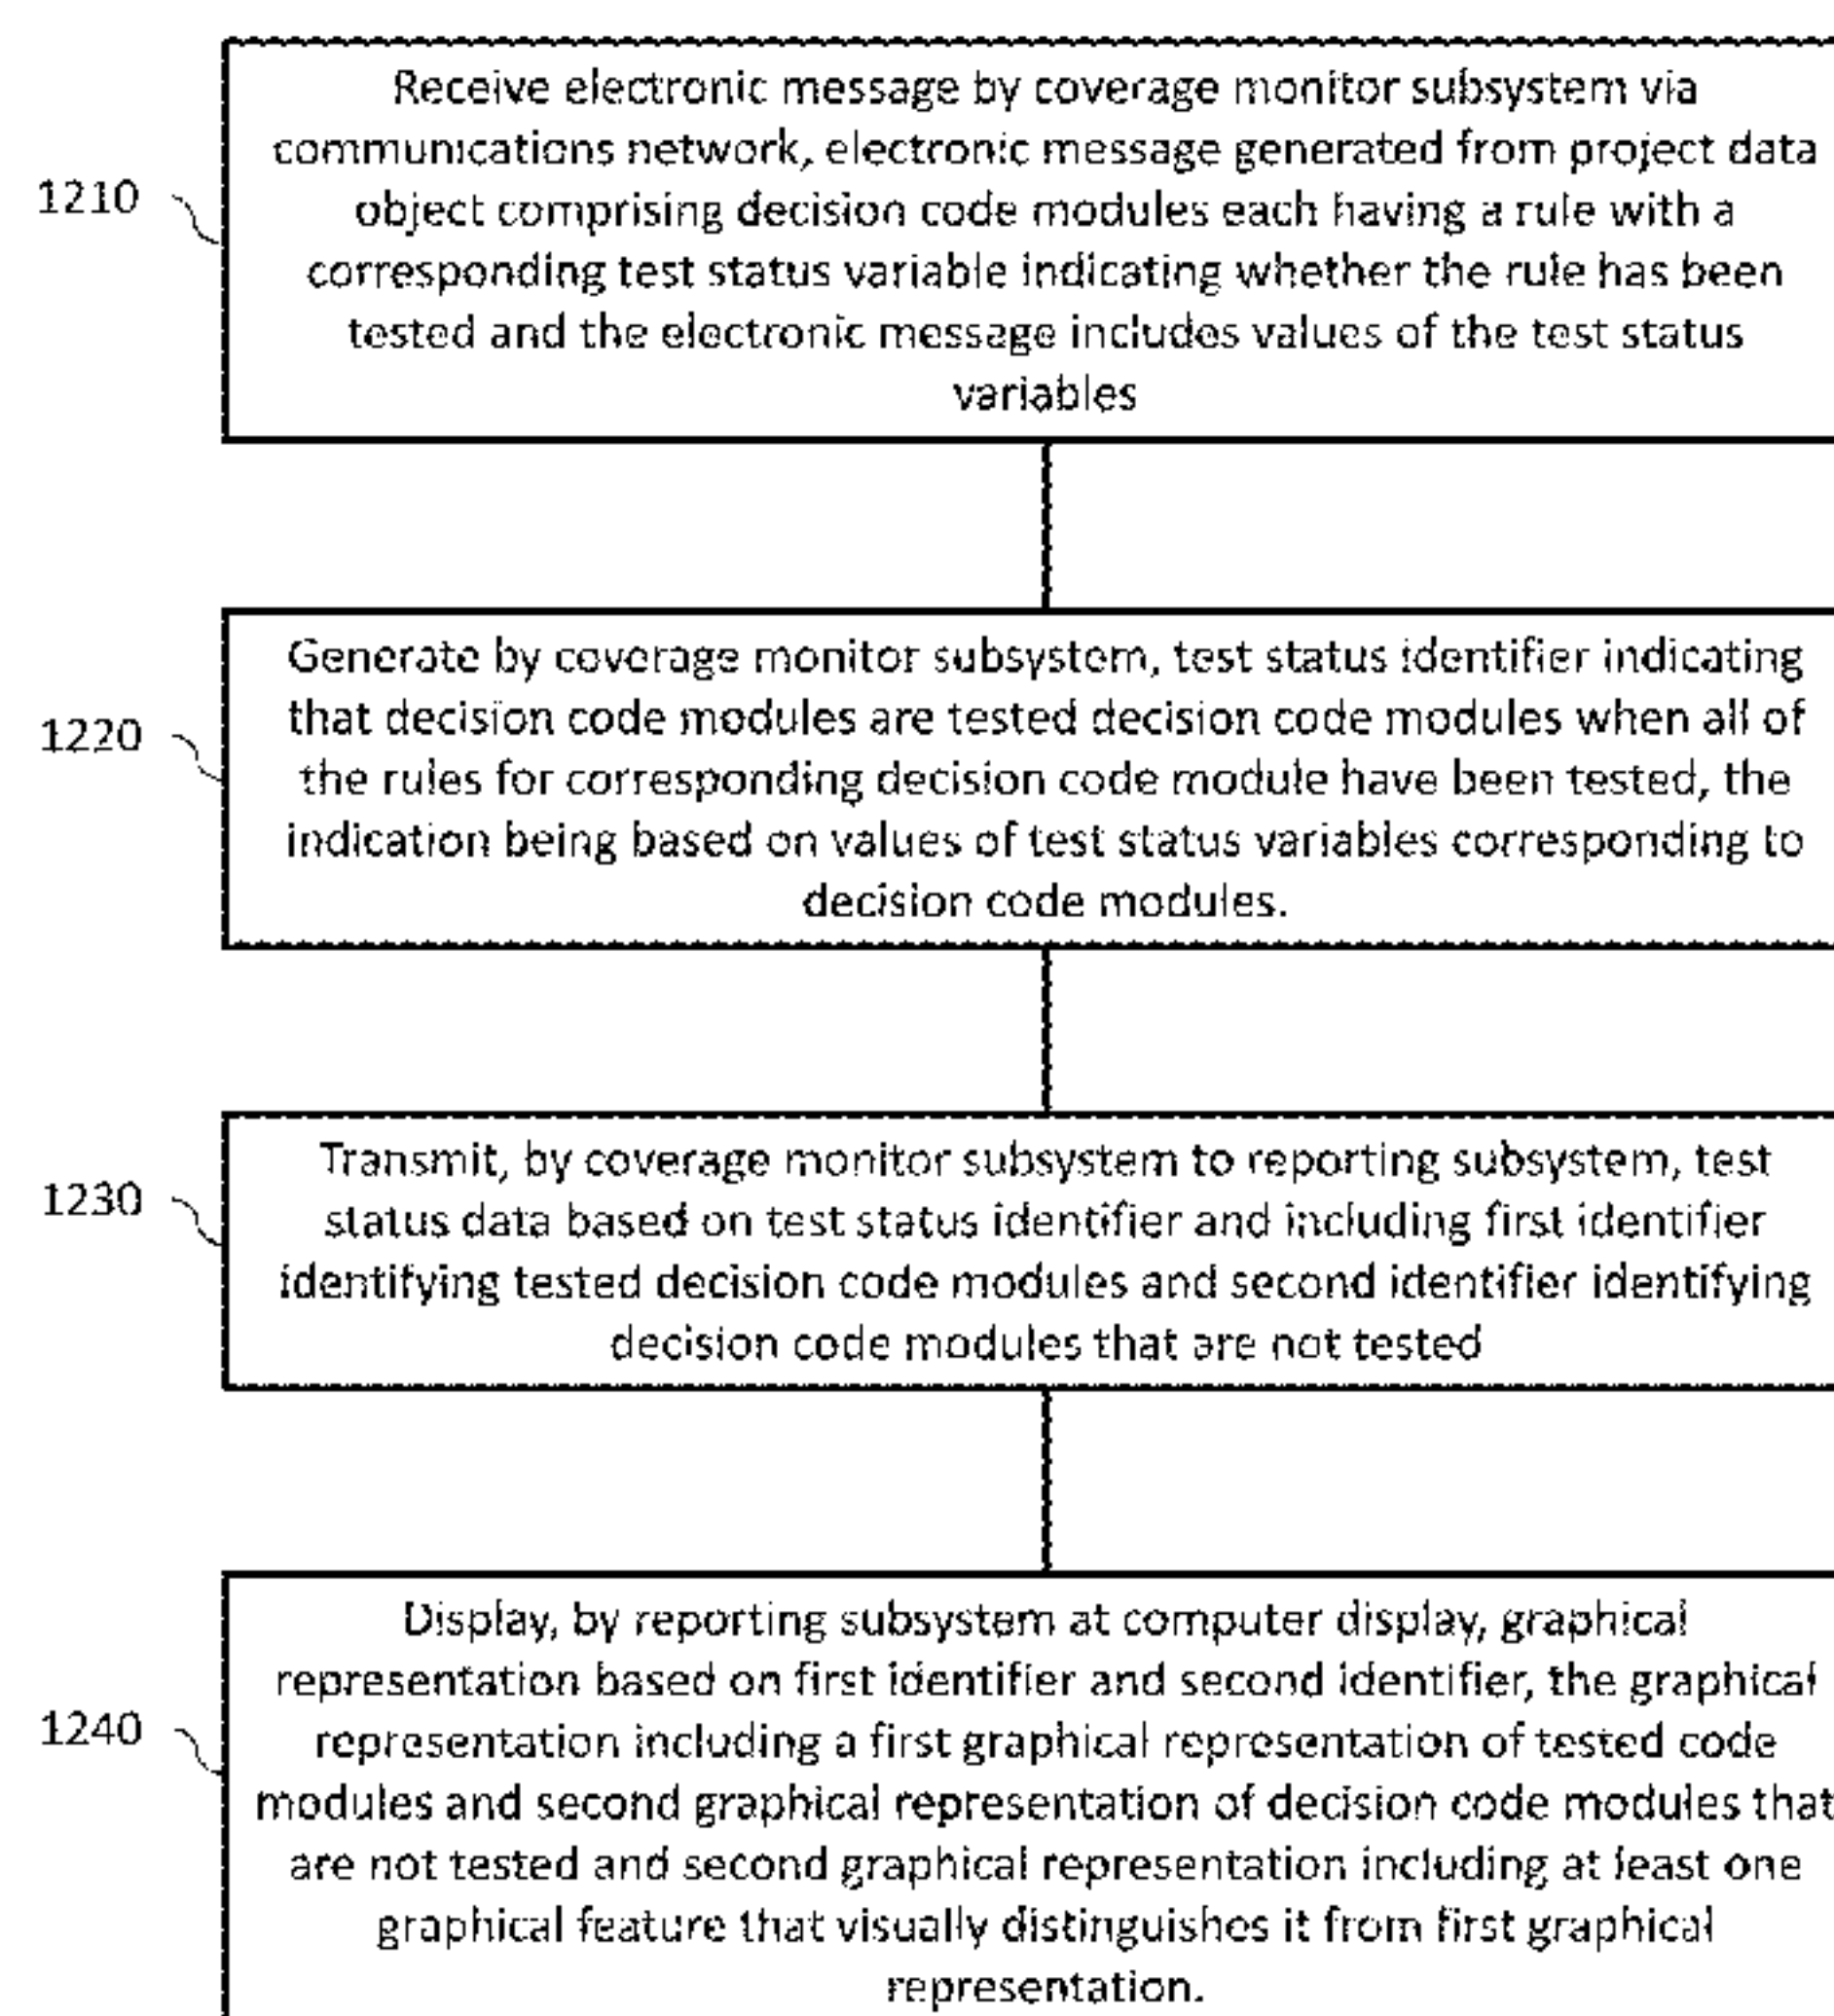 Receive electronic message by coverage monitor subsystem via
communications network, electronic message generated from project data
object comprising decision code modules each having a rule with a
1210
corresponding test status variable indicating whether the rule has been
tested and the electronic message includes values of the test status
variables
Generate by coverage monitor subsystem, test status identifier indicating
that decision code modules are tested decision code modules when all of
1220
the rules for corresponding decision code module have been tested, the
indication being based on values of test status variables corresponding to
decision code modules.
Transmit, by coverage monitor subsystem to reporting subsystem, test
1230
status data based on test status identifier and including first identifier
identifying tested decision code modules and second identifier identifying
decision code modules that are not tested
Display, by reporting subsystem at computer display, graphical
representation based on first identifier and second identifier, the graphical
1240
representation including a first graphical representation of tested code
modules and second graphical representation of decision code modules that
are not tested and second graphical representation including at least one
graphical feature that visually distinguishes it from first graphical
representation.